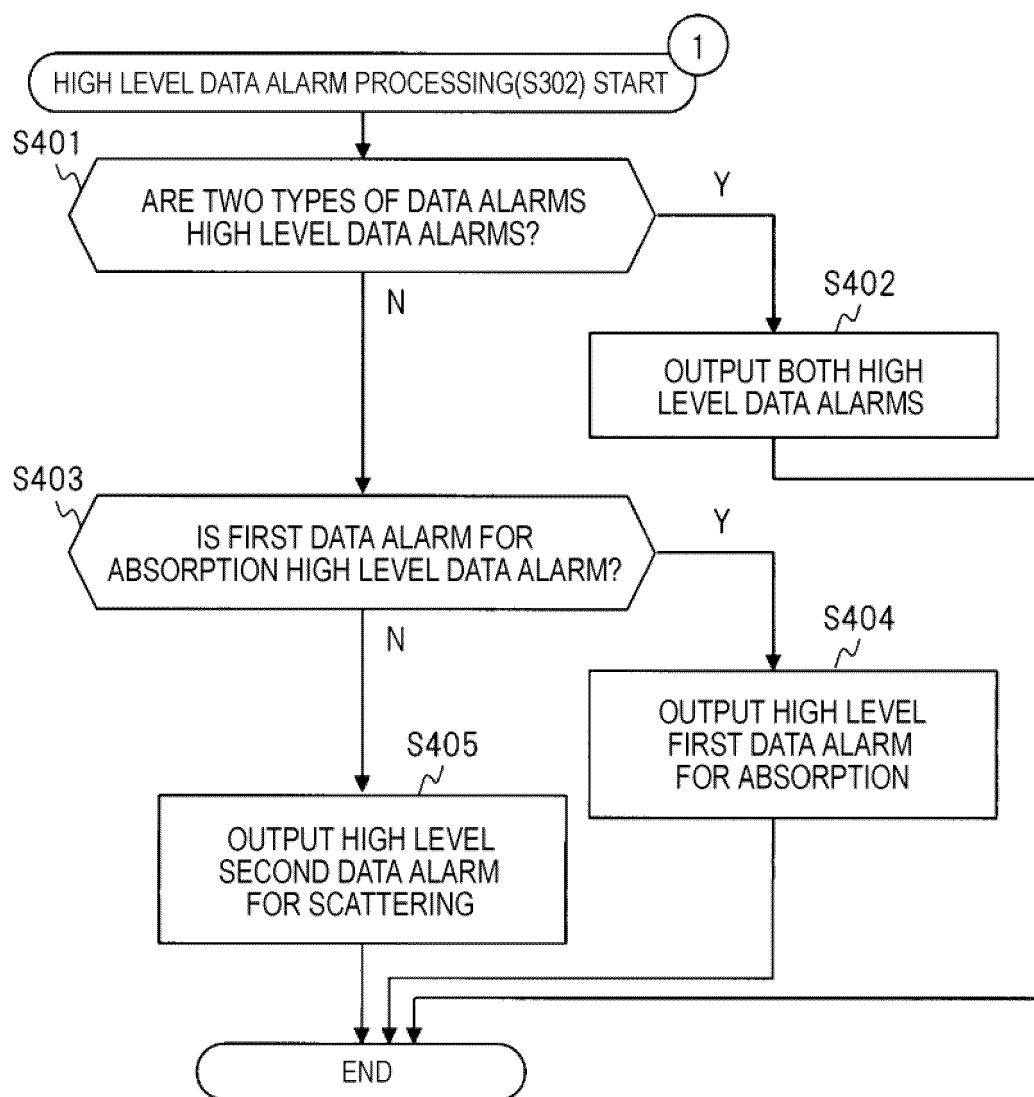 1
HIGH LEVEL DATA ALARM PROCESSING(S302) START
S401
ARE TWO TYPES OF DATA ALARMS
HIGH LEVEL DATA ALARMS?
Y
N
S402
OUTPUT BOTH HIGH
LEVEL DATA ALARMS
S403
IS FIRST DATA ALARM FOR
ABSORPTION HIGH LEVEL DATA ALARM?
Y
N
S404
OUTPUT HIGH LEVEL
FIRST DATA ALARM
FOR ABSORPTION
S405
OUTPUT HIGH LEVEL
SECOND DATA ALARM
FOR SCATTERING
END